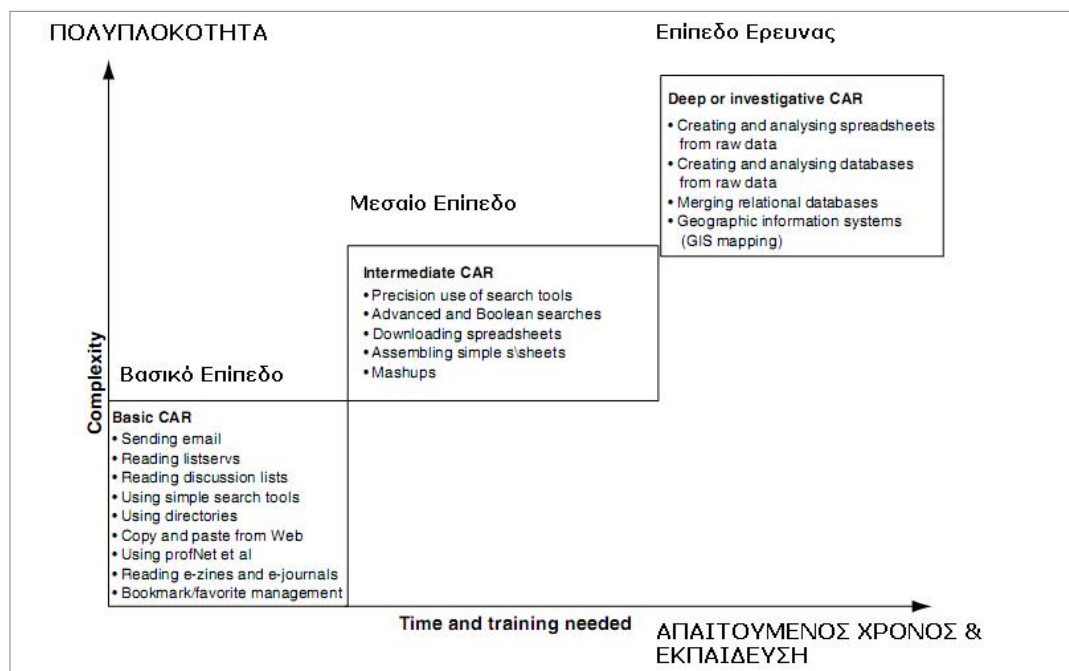 ΠΟΛΥΠΛΟΚΟΤΗΤΑ
Επίπεδο Ερευνας
Deep or investigative CAR
• Creating and analysing spreadsheets
from raw data
• Creating and analysing databases
from raw data
• Merging relational databases
• Geographic information systems
(GIS mapping)
Μεσαίο Επίπεδο
Intermediate CAR
• Precision use of search tools
• Advanced and Boolean searches
• Downloading spreadsheets
• Assembling simple s\sheets
• Mashups
Complexity
Βασικό Επίπεδο
Basic CAR
• Sending email
• Reading listservs
• Reading discussion lists
• Using simple search tools
• Using directories
• Copy and paste from Web
• Using profNet et al
• Reading e-zines and e-journals
• Bookmark/favorite management
Time and training needed
ΑΠΑΙΤΟΥΜΕΝΟΣ ΧΡΟΝΟΣ &
ΕΚΠΑΙΔΕΥΣΗ